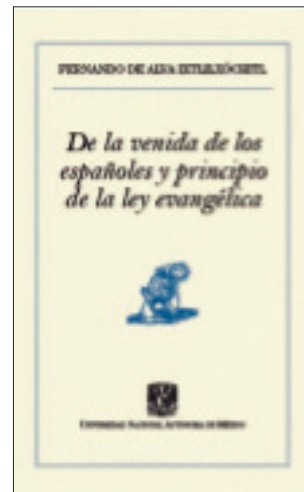 FERNANDO DE ALVA IXTLILXÓCHITL
De la venida de los
españoles y principio
de la ley evangélica
UNIVERSIDAD NACIONAL AUTÓNOMA DE MÉXICO